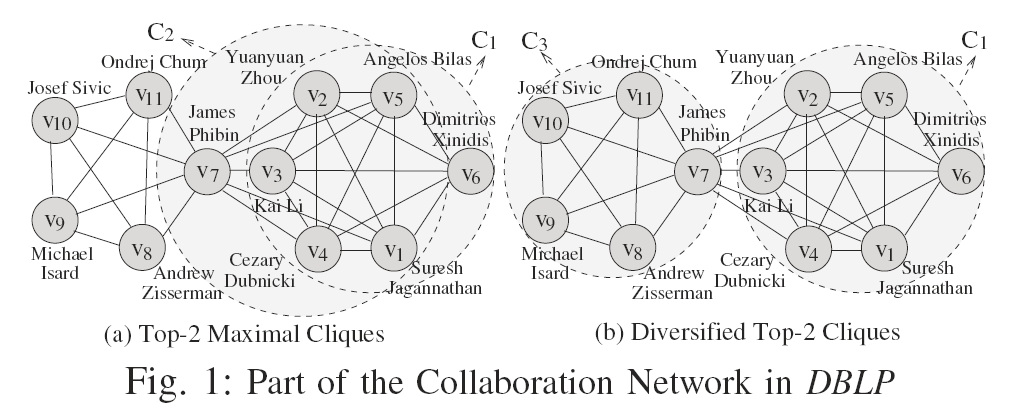 C2
C1
Ondrej Chum
Yuanyuan
Zhou
Angelos Bilas
Josef Sivic
v11
v2
v5
James
Phibin
v10
Dimitrios
Xinidis
v7
v3
v6
Kai Li
v9
v8
v4
v1
Michael
Isard
Andrew
Zisserman
Cezary
Dubnicki
Suresh
Jagannathan
(a) Top-2 Maximal Cliques
C3
C1
Ondrej Chum
Yuanyuan
Zhou
Angelos Bilas
Josef Sivic
v11
v2
v5
James
Phibin
v10
Dimitrios
Xinidis
v7
v3
v6
Kai Li
v9
v8
v4
v1
Michael
Isard
Andrew
Zisserman
Cezary
Dubnicki
Suresh
Jagannathan
(b) Diversified Top-2 Cliques
Fig. 1: Part of the Collaboration Network in DBLP